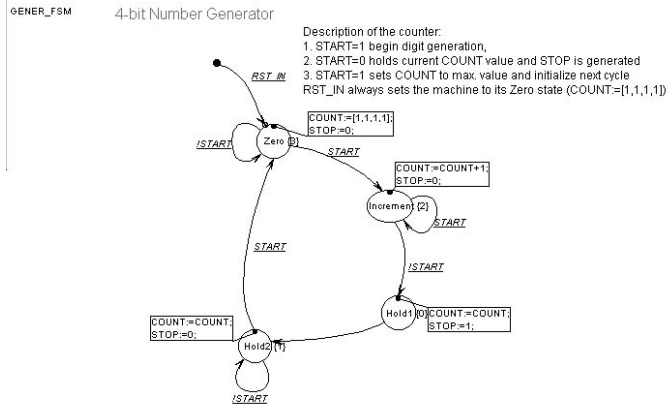 GENER_FSM
4-bit Number Generator
Description of the counter:
1. START=1 begin digit generation,
2. START=0 holds current COUNT value and STOP is generated
3. START=1 sets COUNT to max. value and initialize next cycle
RST_IN always sets the machine to its Zero state (COUNT:=[1,1,1,1])
RST_IN
COUNT:=[1,1,1,1];
STOP:=0;
!START
Zero {3}
START
COUNT:=COUNT+1;
STOP:=0;
Increment {2}
START
START
!START
COUNT:=COUNT;
STOP:=0;
Hold1 {0}
COUNT:=COUNT;
STOP:=1;
Hold2 {1}
!START